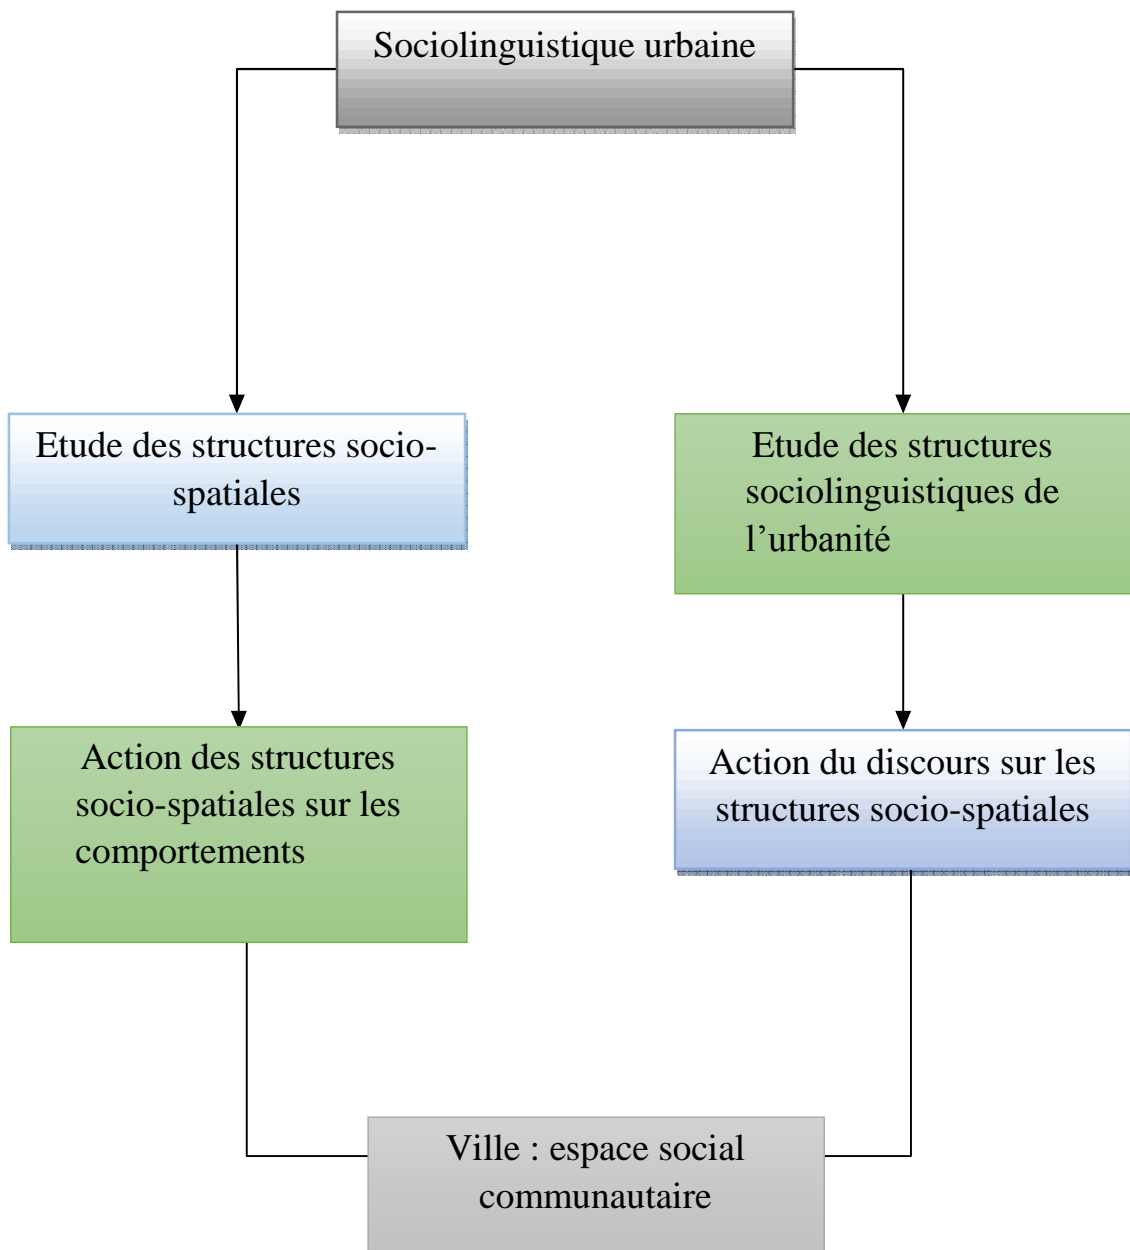 Sociolinguistique urbaine
Etude des structures socio-
spatiales
Etude des structures
sociolinguistiques de
l’urbanité
Action des structures
socio-spatiales sur les
comportements
Action du discours sur les
structures socio-spatiales
Ville : espace social
communautaire